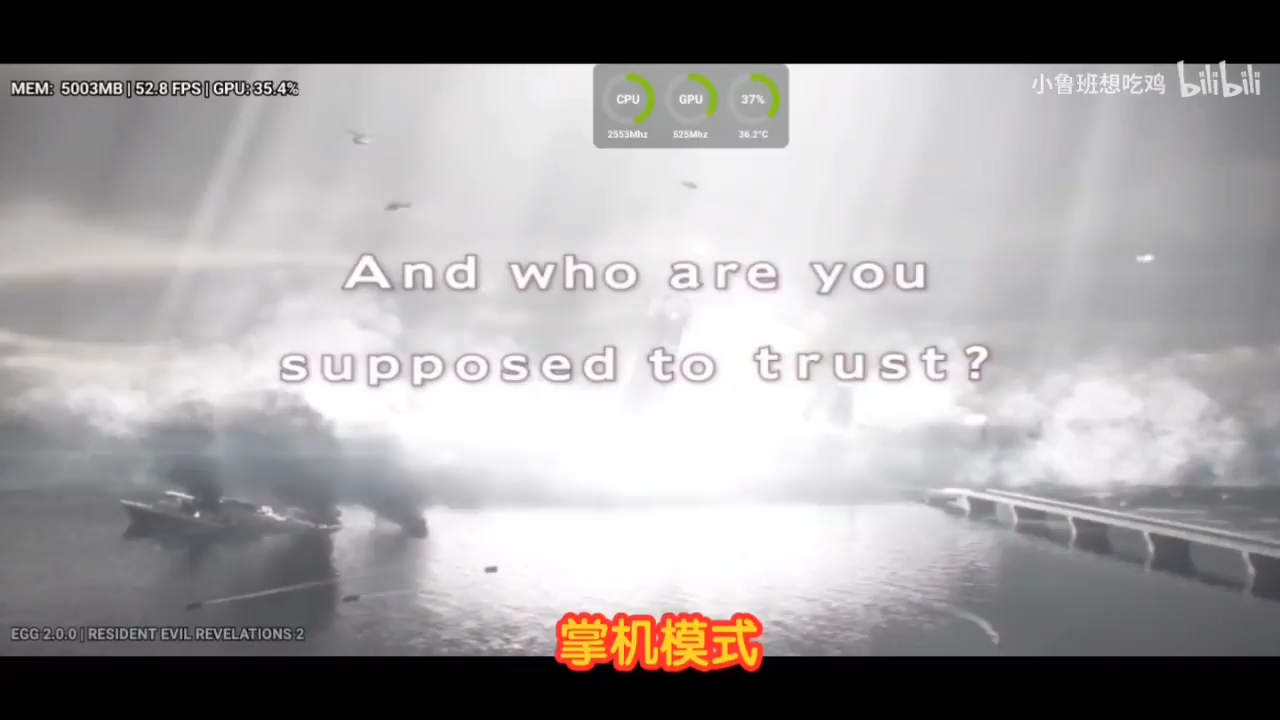 MEM: 5003MB | 52.8 FPS | GPU: 35.4%
CPU
GPU
37%
2553Mhz
525Mhz
36.2°C
小鲁班想吃鸡 bilibili
And who are you
supposed to trust?
EGG 2.0.0 | RESIDENT EVIL REVELATIONS 2
掌机模式